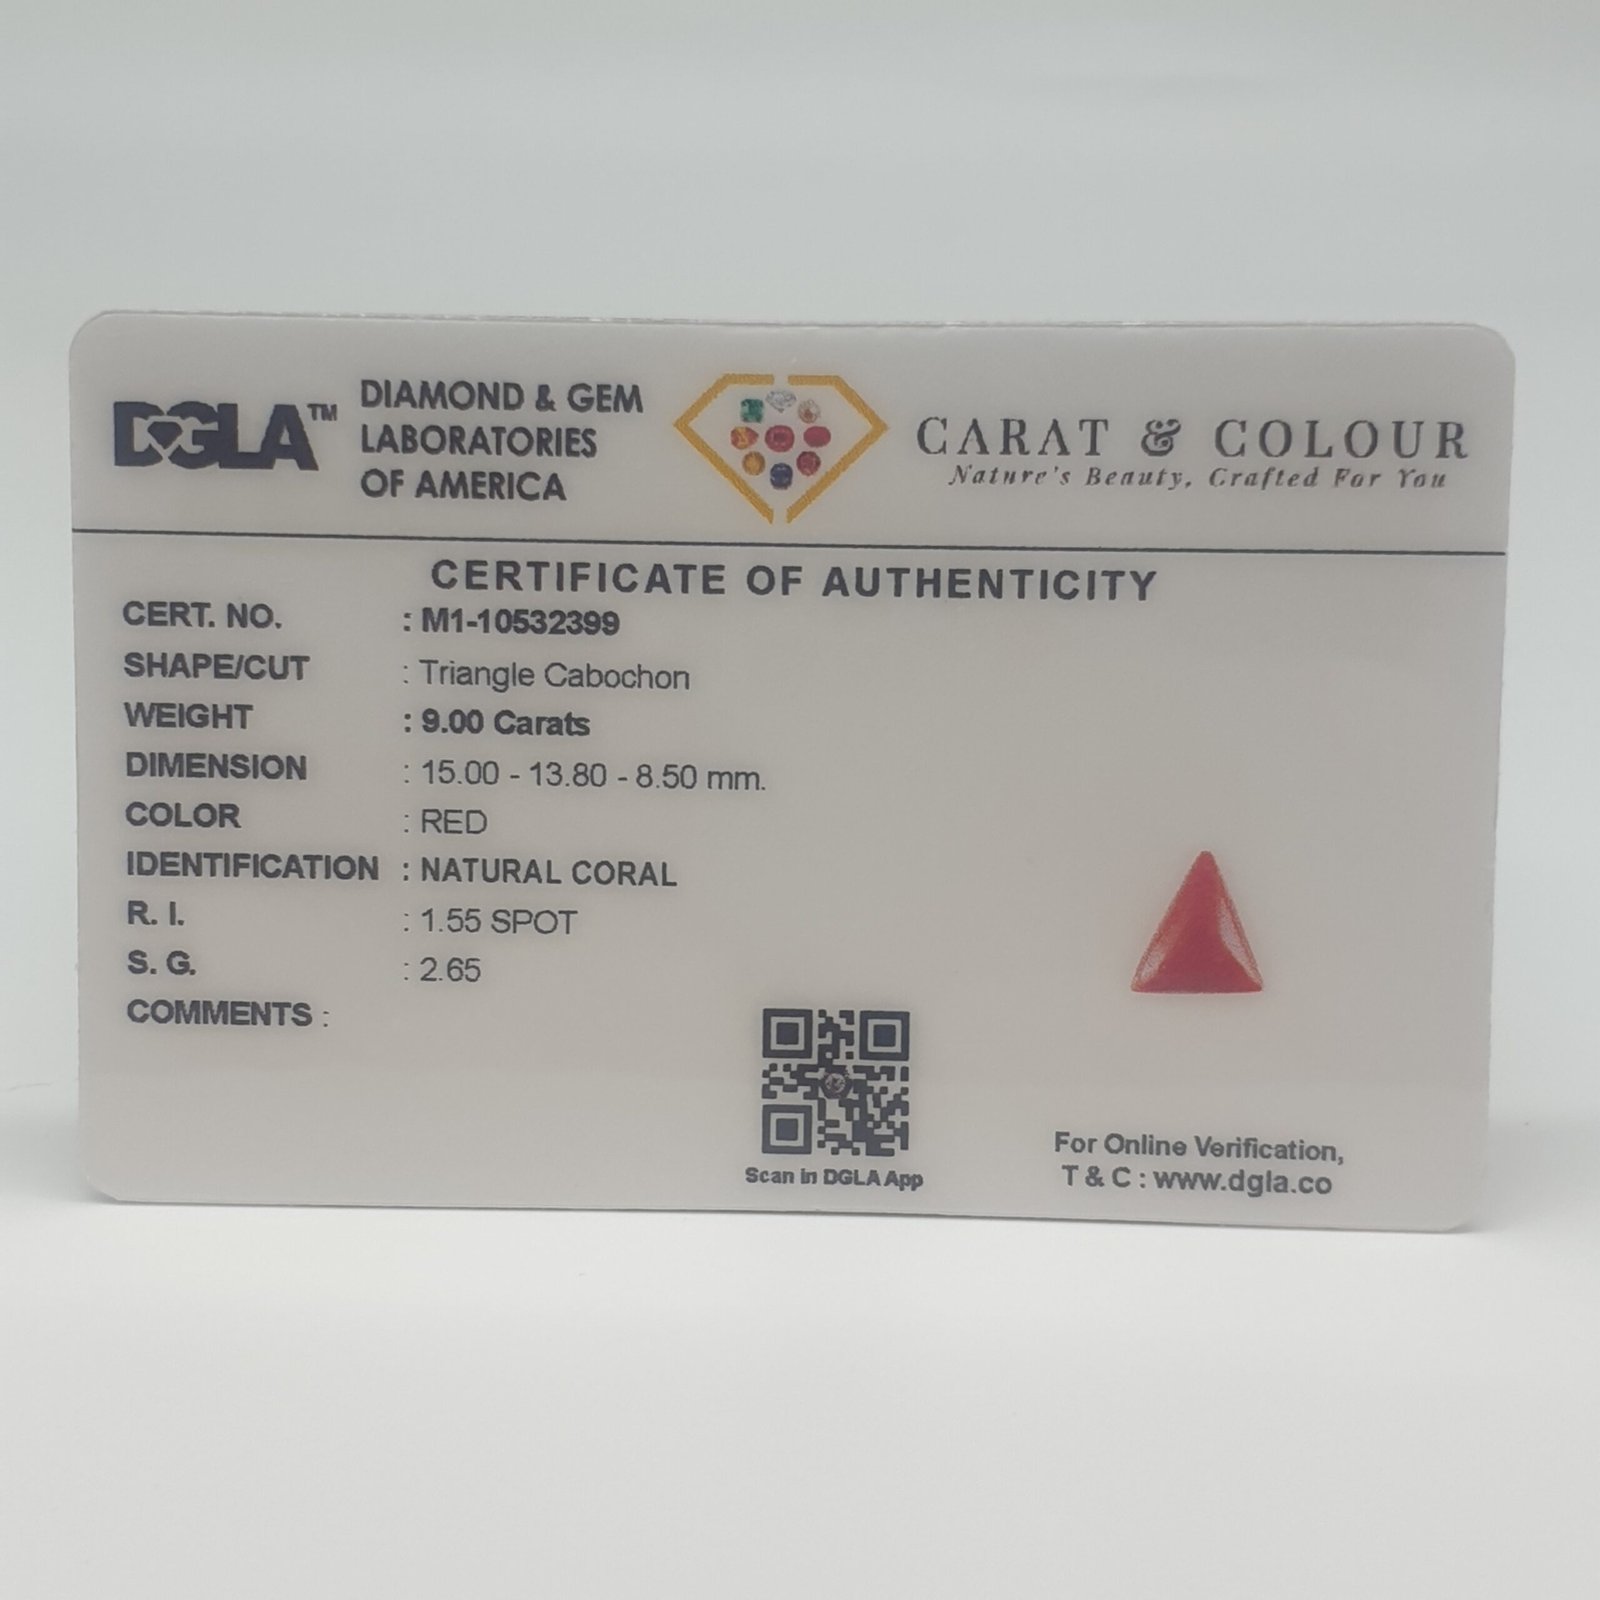 DGLA™
DIAMOND & GEM
LABORATORIES
OF AMERICA
CARAT & COLOUR
Nature's Beauty, Crafted For You
CERTIFICATE OF AUTHENTICITY
CERT. NO. : M1-10532399
SHAPE/CUT : Triangle Cabochon
WEIGHT : 9.00 Carats
DIMENSION : 15.00 - 13.80 - 8.50 mm.
COLOR : RED
IDENTIFICATION : NATURAL CORAL
R. I. : 1.55 SPOT
S. G. : 2.65
COMMENTS :
Scan in DGLA App
For Online Verification,
T & C : www.dgla.co